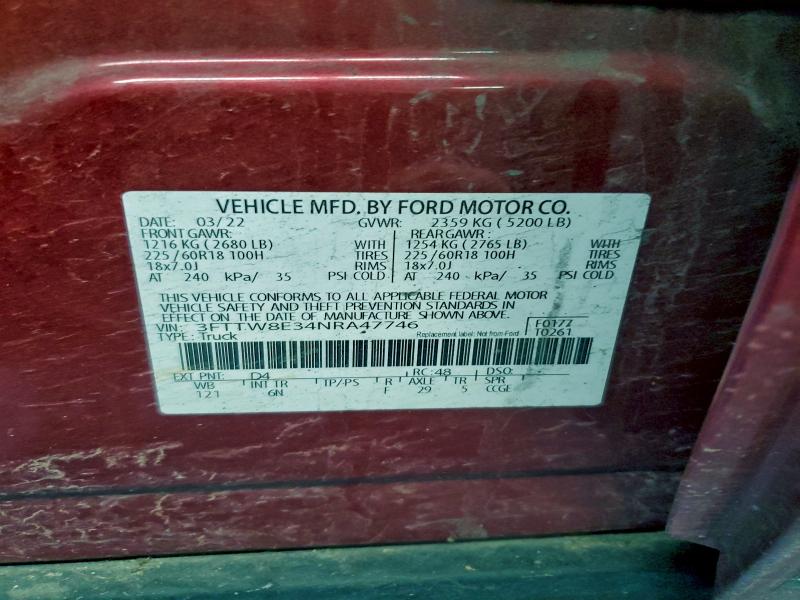 VEHICLE MFD. BY FORD MOTOR CO.
DATE: 03/22 GVWR: 2359 KG ( 5200 LB)
FRONT GAWR: REAR GAWR:
1216 KG ( 2680 LB) WITH 1254 KG ( 2765 LB) WITH
225/60R18 100H TIRES 225/60R18 100H TIRES
18x7.0J RIMS 18x7.0J RIMS
AT 240 kPa/ 35 PSI COLD AT 240 kPa/ 35 PSI COLD
THIS VEHICLE CONFORMS TO ALL APPLICABLE FEDERAL MOTOR
VEHICLE SAFETY AND THEFT PREVENTION STANDARDS IN
EFFECT ON THE DATE OF MANUFACTURE SHOWN ABOVE.
VIN: 3FTTW8E34NRA47746 F0177
TYPE: Truck Replacement label: Not from Ford T0261
EXT PNT: D4 RC: 48 DSO:
WB INT TR TP/PS R AXLE TR SPR
121 6N F 29 5 CCGE